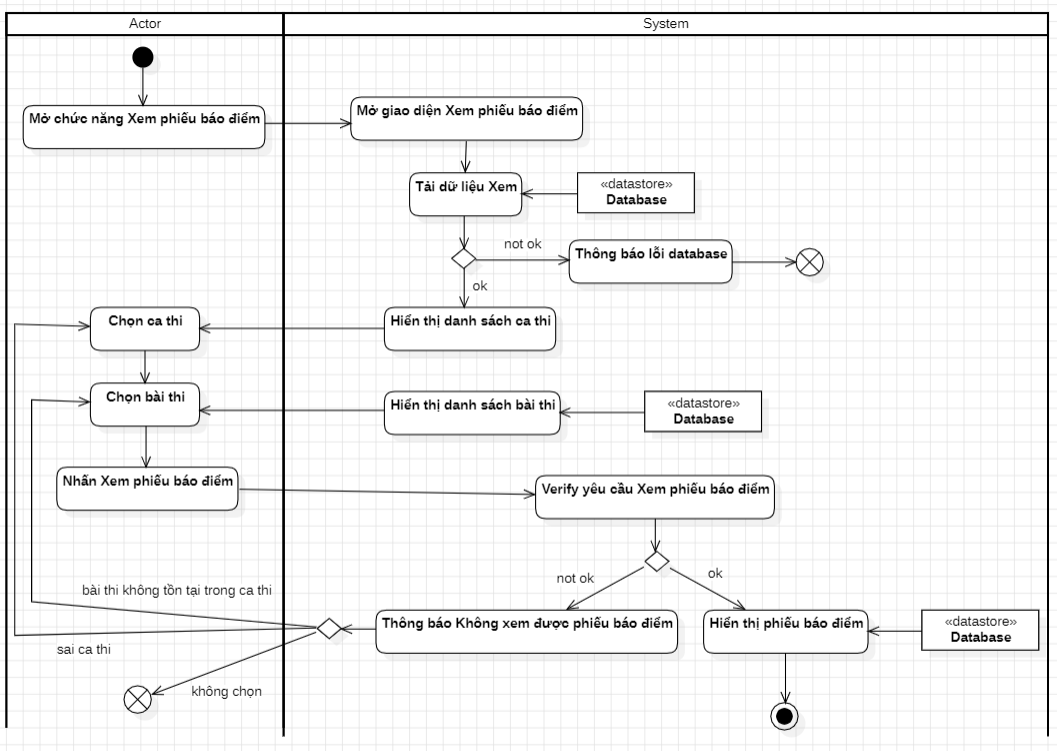 Actor
System
Mở chức năng Xem phiếu báo điểm
Mở giao diện Xem phiếu báo điểm
Tải dữ liệu Xem
«datastore»
Database
not ok
Thông báo lỗi database
ok
Chọn ca thi
Hiển thị danh sách ca thi
Chọn bài thi
Hiển thị danh sách bài thi
«datastore»
Database
Nhấn Xem phiếu báo điểm
Verify yêu cầu Xem phiếu báo điểm
not ok
ok
bài thi không tồn tại trong ca thi
Thông báo Không xem được phiếu báo điểm
Hiển thị phiếu báo điểm
«datastore»
Database
sai ca thi
không chọn